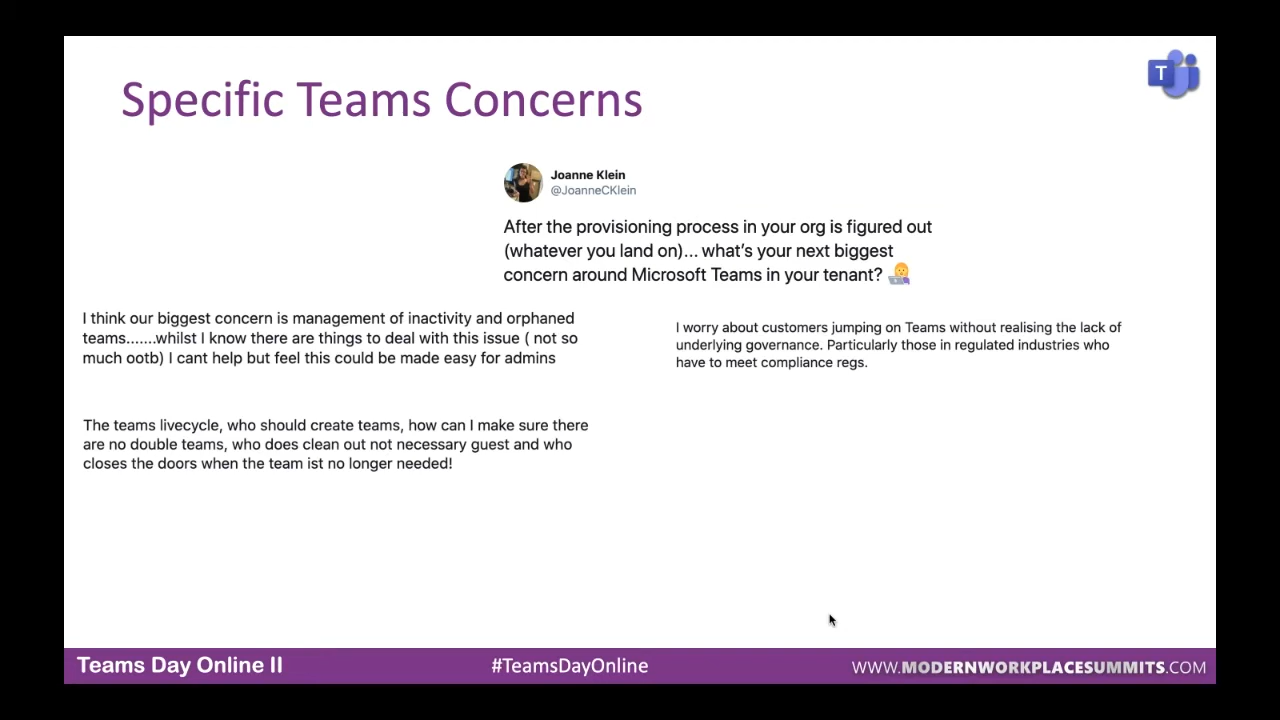 Specific Teams Concerns
T
Joanne Klein
@JoanneCKlein
After the provisioning process in your org is figured out
(whatever you land on)... what's your next biggest
concern around Microsoft Teams in your tenant? 👩‍💻
I think our biggest concern is management of inactivity and orphaned
teams.......whilst I know there are things to deal with this issue ( not so
much ootb) I cant help but feel this could be made easy for admins
I worry about customers jumping on Teams without realising the lack of
underlying governance. Particularly those in regulated industries who
have to meet compliance regs.
The teams livecycle, who should create teams, how can I make sure there
are no double teams, who does clean out not necessary guest and who
closes the doors when the team ist no longer needed!
Teams Day Online II
#TeamsDayOnline
WWW.MODERNWORKPLACESUMMITS.COM